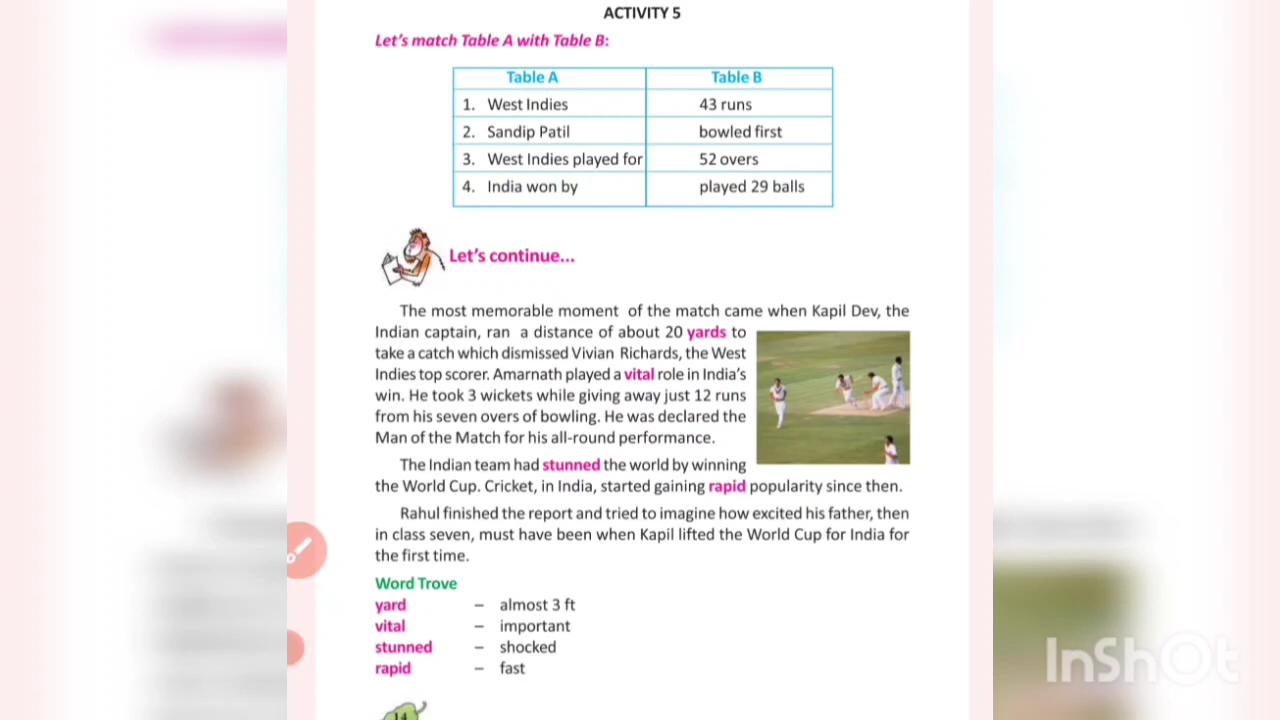 ACTIVITY 5
Let's match Table A with Table B:
Table A Table B
1. West Indies 43 runs
2. Sandip Patil bowled first
3. West Indies played for 52 overs
4. India won by played 29 balls
Let's continue...
The most memorable moment of the match came when Kapil Dev, the
Indian captain, ran a distance of about 20 yards to
take a catch which dismissed Vivian Richards, the West
Indies top scorer. Amarnath played a vital role in India's
win. He took 3 wickets while giving away just 12 runs
from his seven overs of bowling. He was declared the
Man of the Match for his all-round performance.
The Indian team had stunned the world by winning
the World Cup. Cricket, in India, started gaining rapid popularity since then.
Rahul finished the report and tried to imagine how excited his father, then
in class seven, must have been when Kapil lifted the World Cup for India for
the first time.
Word Trove
yard – almost 3 ft
vital – important
stunned – shocked
rapid – fast
14
InShOt